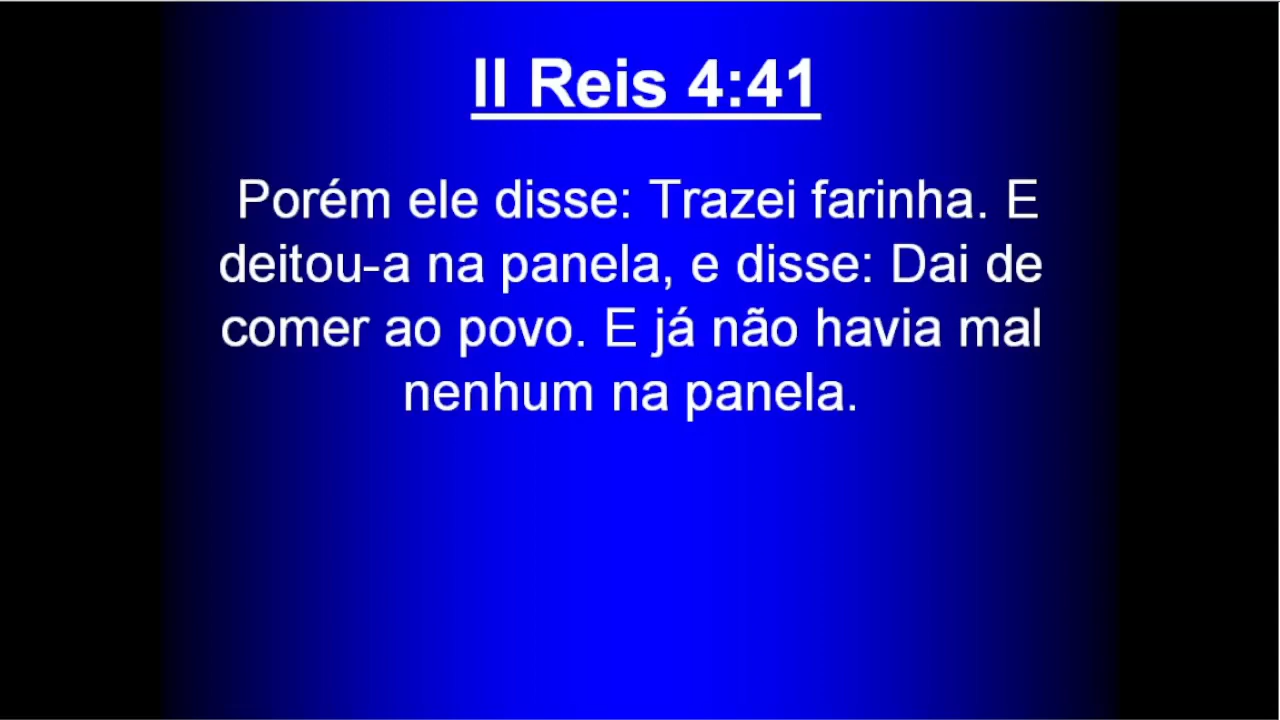 II Reis 4:41
Porém ele disse: Trazei farinha. E
deitou-a na panela, e disse: Dai de
comer ao povo. E já não havia mal
nenhum na panela.